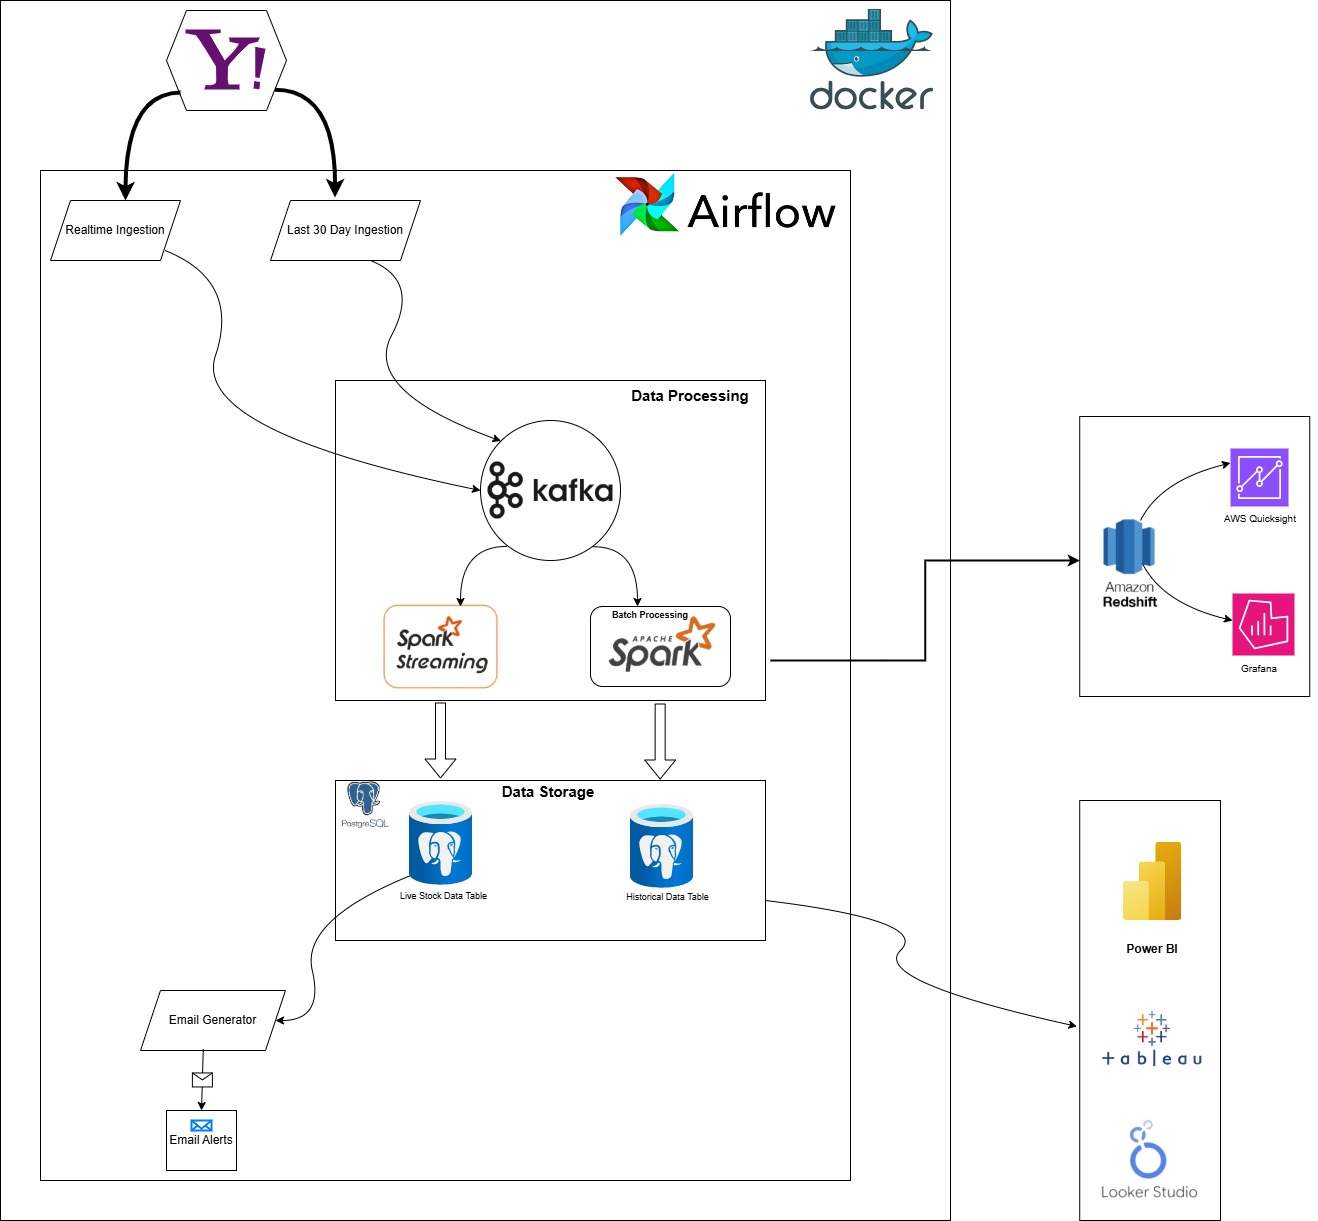 Y!
docker
Airflow
Realtime Ingestion
Last 30 Day Ingestion
Data Processing
kafka
Spark
Streaming
Batch Processing
APACHE
Spark
AWS Quicksight
Amazon
Redshift
Grafana
Data Storage
PostgreSQL
Live Stock Data Table
Historical Data Table
Power BI
Email Generator
+ableau
Email Alerts
Looker Studio